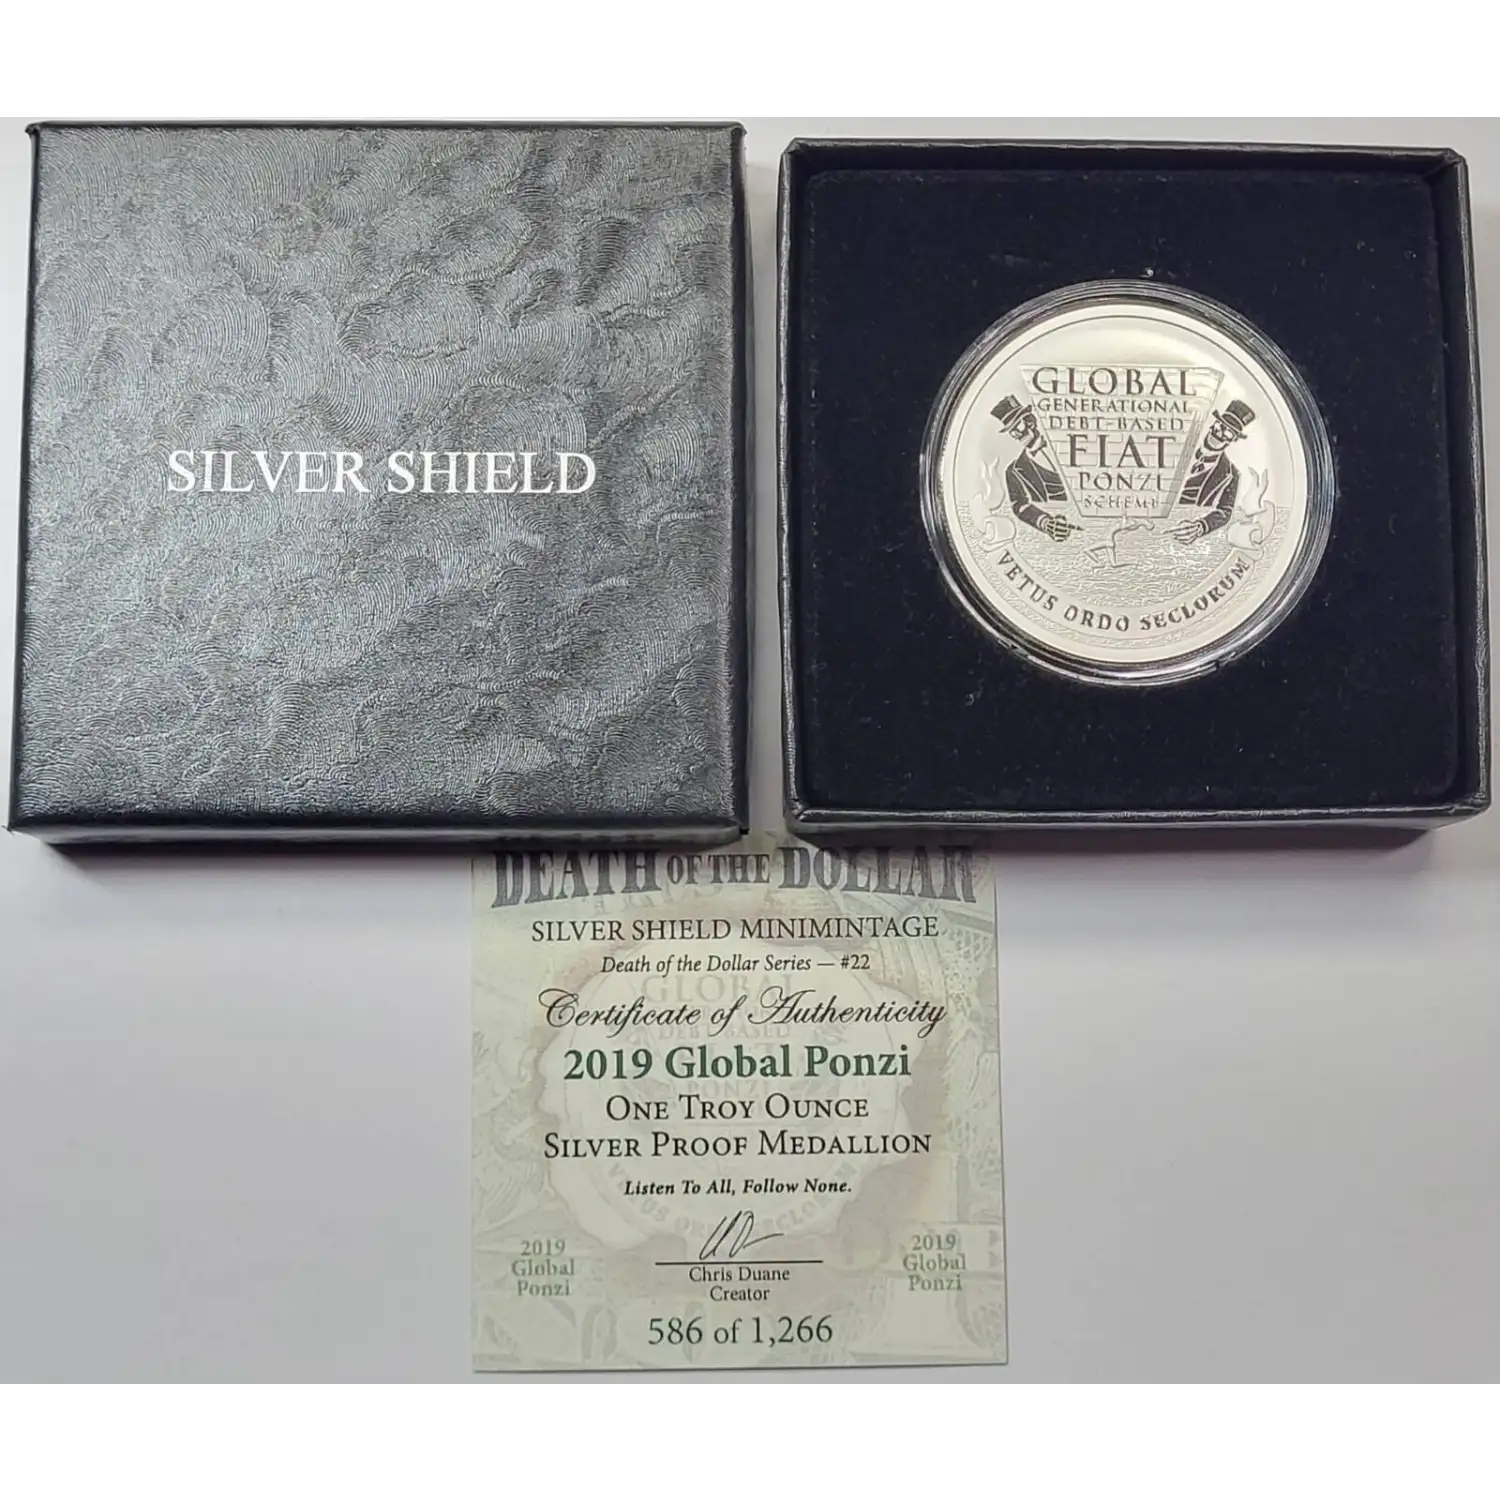 SILVER SHIELD
GLOBAL
GENERATIONAL
DEBT-BASED
FIAT
PONZI
SCHEME
VETUS ORDO SECLORUM
DEATH OF THE DOLLAR
SILVER SHIELD MINIMINTAGE
Death of the Dollar Series — #22
Certificate of Authenticity
2019 Global Ponzi
ONE TROY OUNCE
SILVER PROOF MEDALLION
Listen To All, Follow None.
2019
Global
Ponzi
Chris Duane
Creator
2019
Global
Ponzi
586 of 1,266